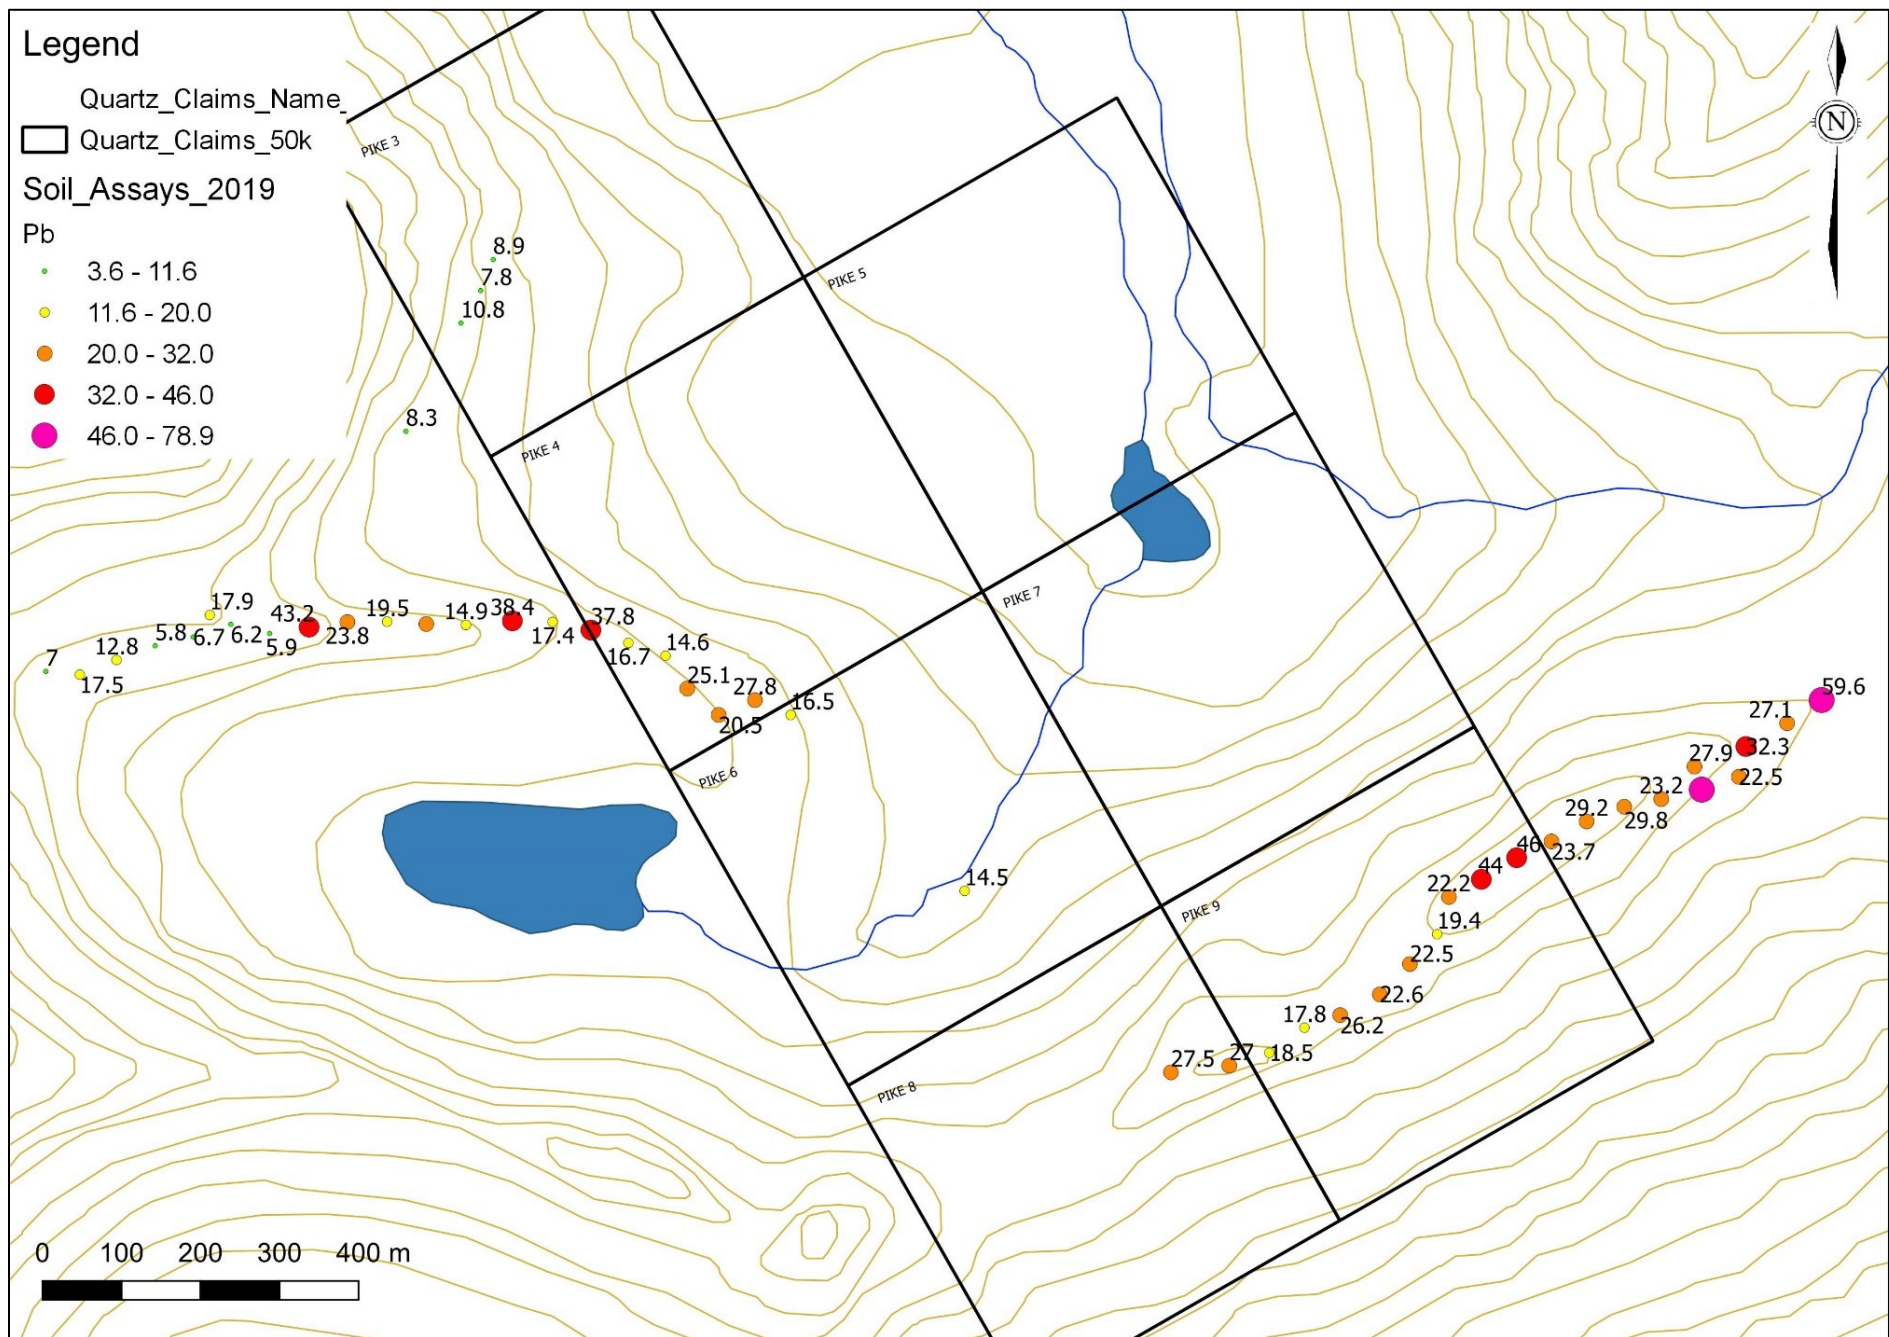 Legend
Quartz_Claims_Name_
Quartz_Claims_50k
Soil_Assays_2019
Pb
3.6 - 11.6
11.6 - 20.0
20.0 - 32.0
32.0 - 46.0
46.0 - 78.9
N
PIKE 3
8.9
7.8
10.8
PIKE 5
8.3
PIKE 4
PIKE 7
17.9
43.2
19.5
14.9
38.4
37.8
5.8
6.7
6.2
5.9
23.8
17.4
16.7
14.6
12.8
7
17.5
25.1
27.8
16.5
20.5
PIKE 6
59.6
27.1
32.3
27.9
22.5
23.2
29.2
29.8
46
23.7
44
22.2
14.5
PIKE 9
19.4
22.5
22.6
17.8
26.2
27.5
27
18.5
PIKE 8
0 100 200 300 400 m